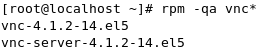 [root@localhost ~]# rpm -qa vnc*
vnc-4.1.2-14.el5
vnc-server-4.1.2-14.el5